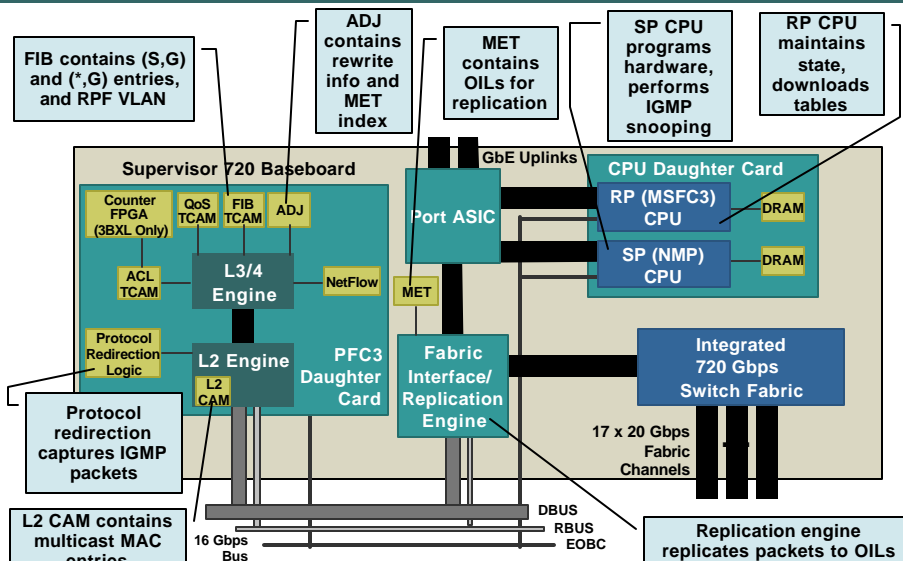 FIB contains (S,G)
and (*,G) entries,
and RPF VLAN
ADJ
contains
rewrite
info and
MET
index
MET
contains
OILs for
replication
SP CPU
programs
hardware,
performs
IGMP
snooping
RP CPU
maintains
state,
downloads
tables
Supervisor 720 Baseboard
GbE Uplinks
CPU Daughter Card
Counter
FPGA
(3BXL Only)
QoS
TCAM
FIB
TCAM
ADJ
Port ASIC
RP (MSFC3)
CPU
DRAM
SP (NMP)
CPU
DRAM
ACL
TCAM
L3/4
Engine
NetFlow
MET
Protocol
Redirection
Logic
L2 Engine
L2
CAM
PFC3
Daughter
Card
Fabric
Interface/
Replication
Engine
Integrated
720 Gbps
Switch Fabric
Protocol
redirection
captures IGMP
packets
17 x 20 Gbps
Fabric
Channels
L2 CAM contains
multicast MAC
entries
DBUS
RBUS
EOBC
16 Gbps
Bus
Replication engine
replicates packets to OILs